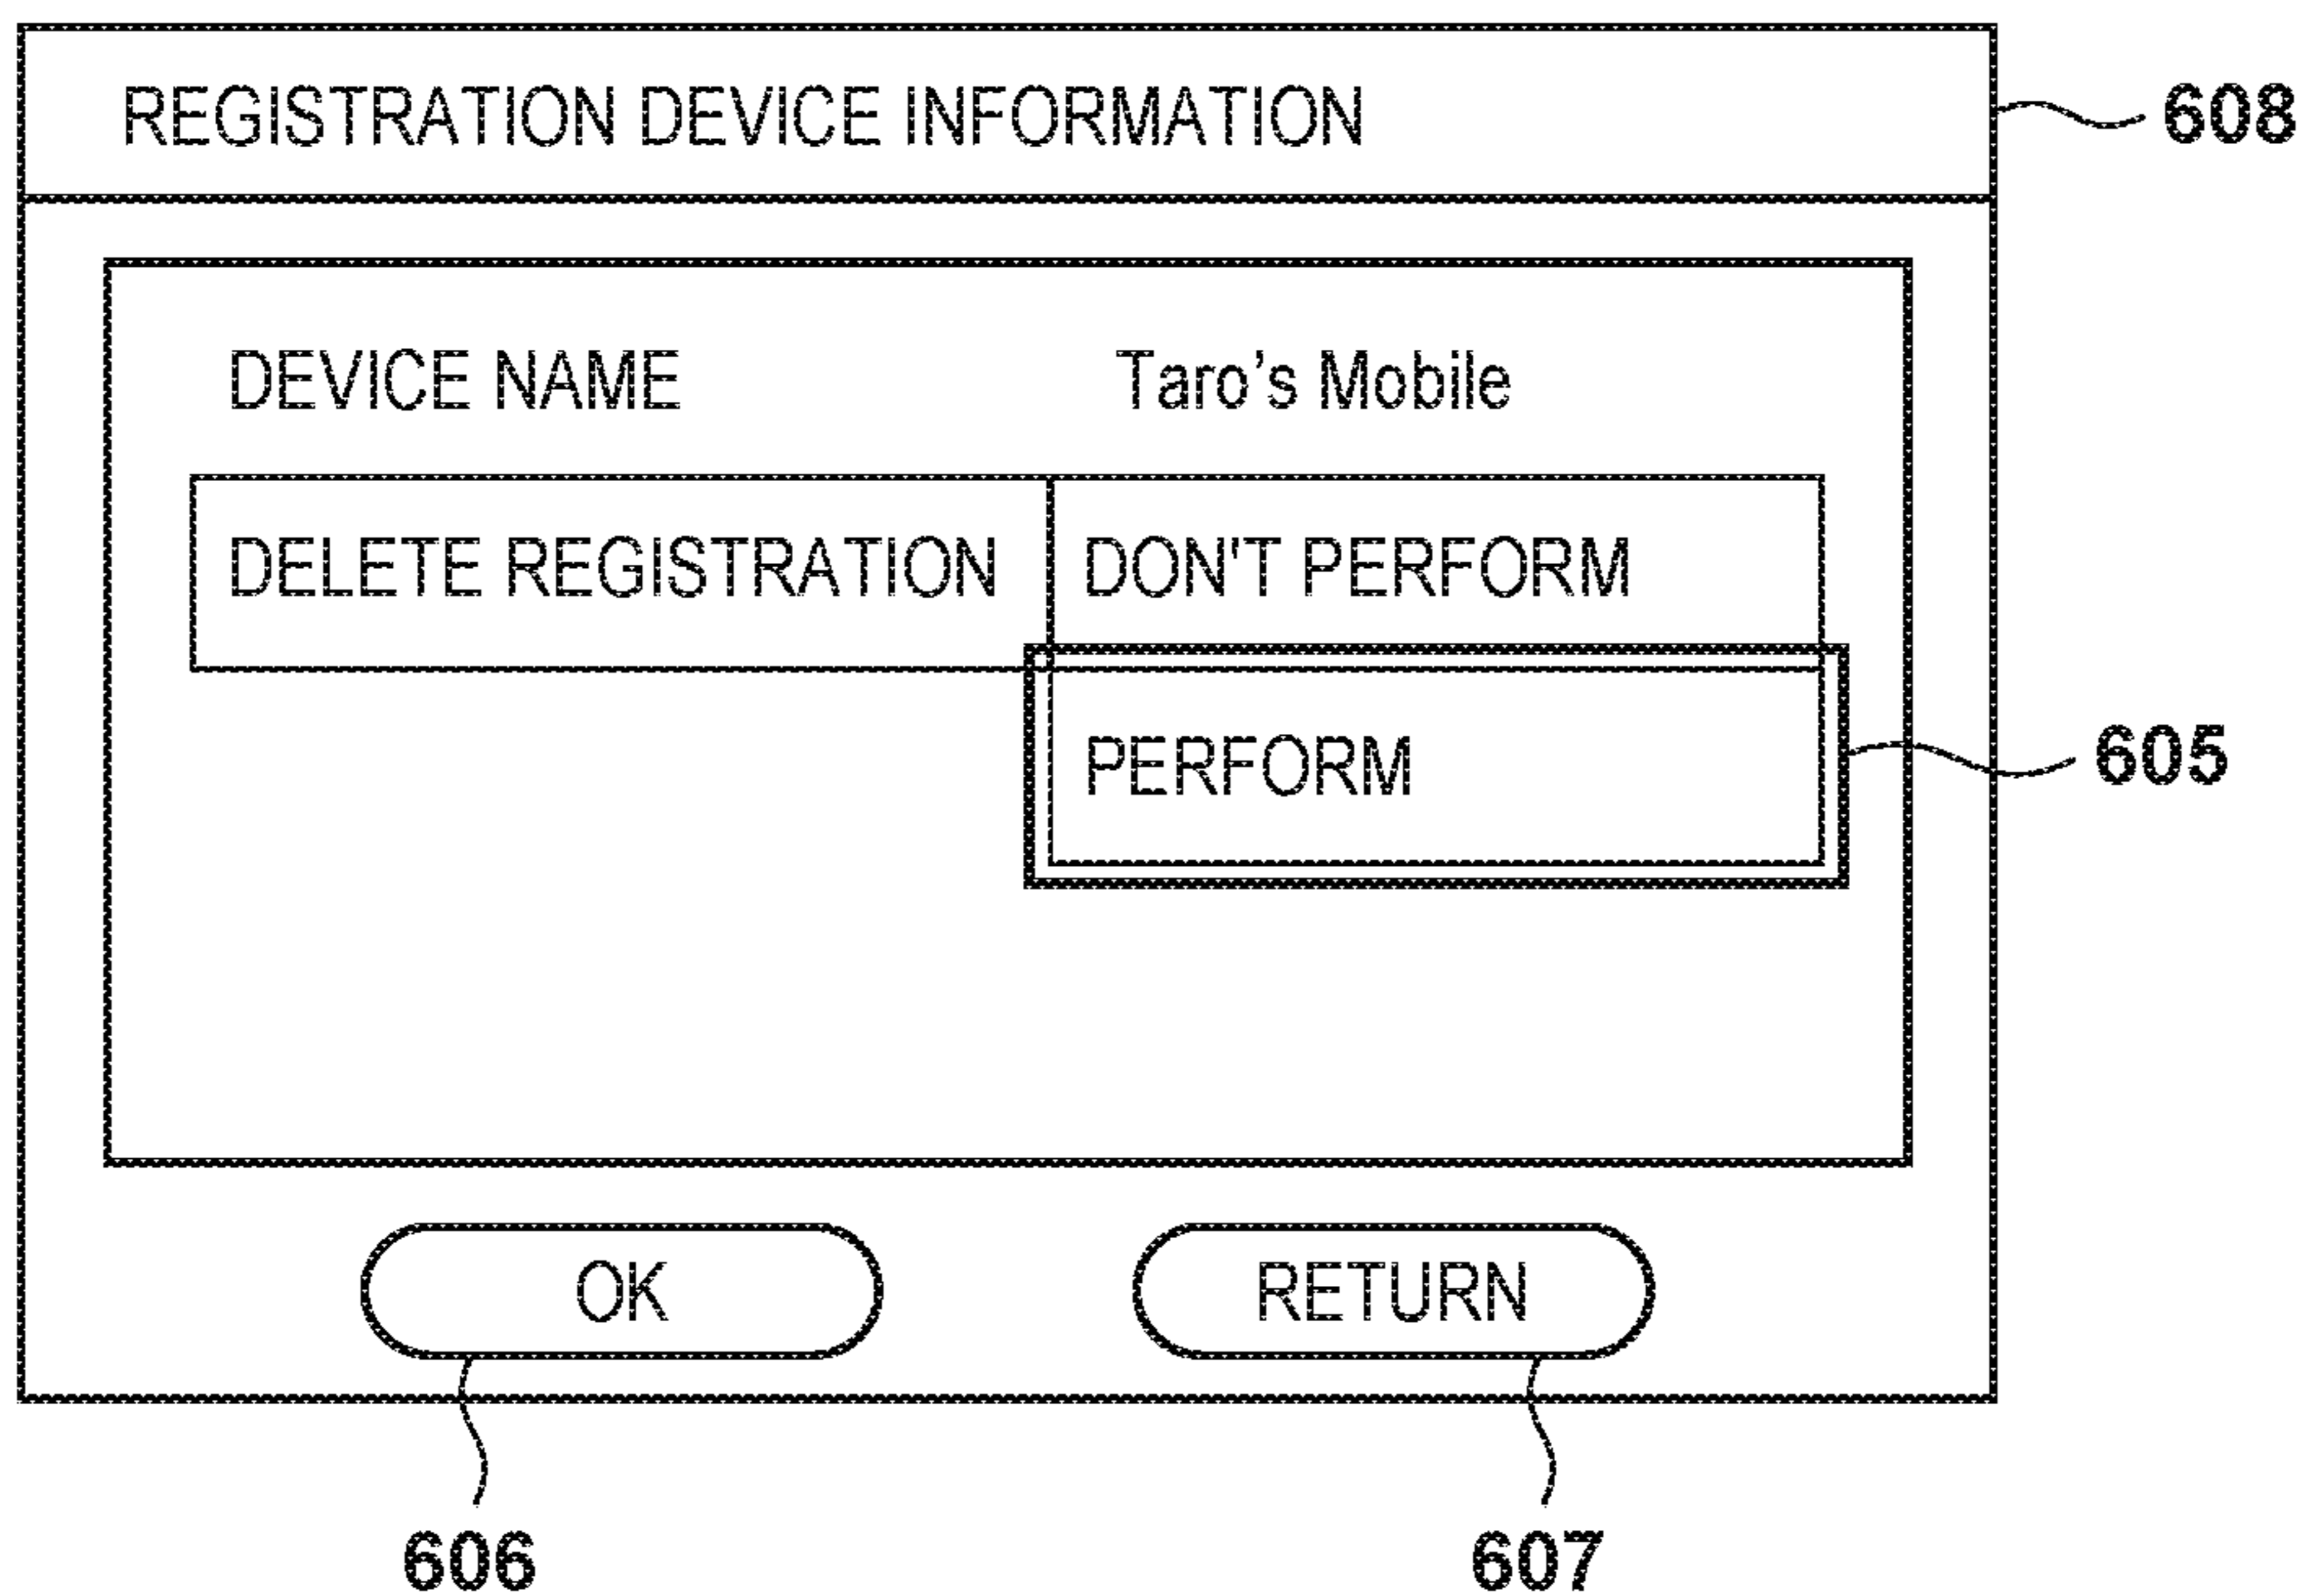 REGISTRATION DEVICE INFORMATION
608
DEVICE NAME Taro’s Mobile
DELETE REGISTRATION DON'T PERFORM
PERFORM
605
OK RETURN
606 607